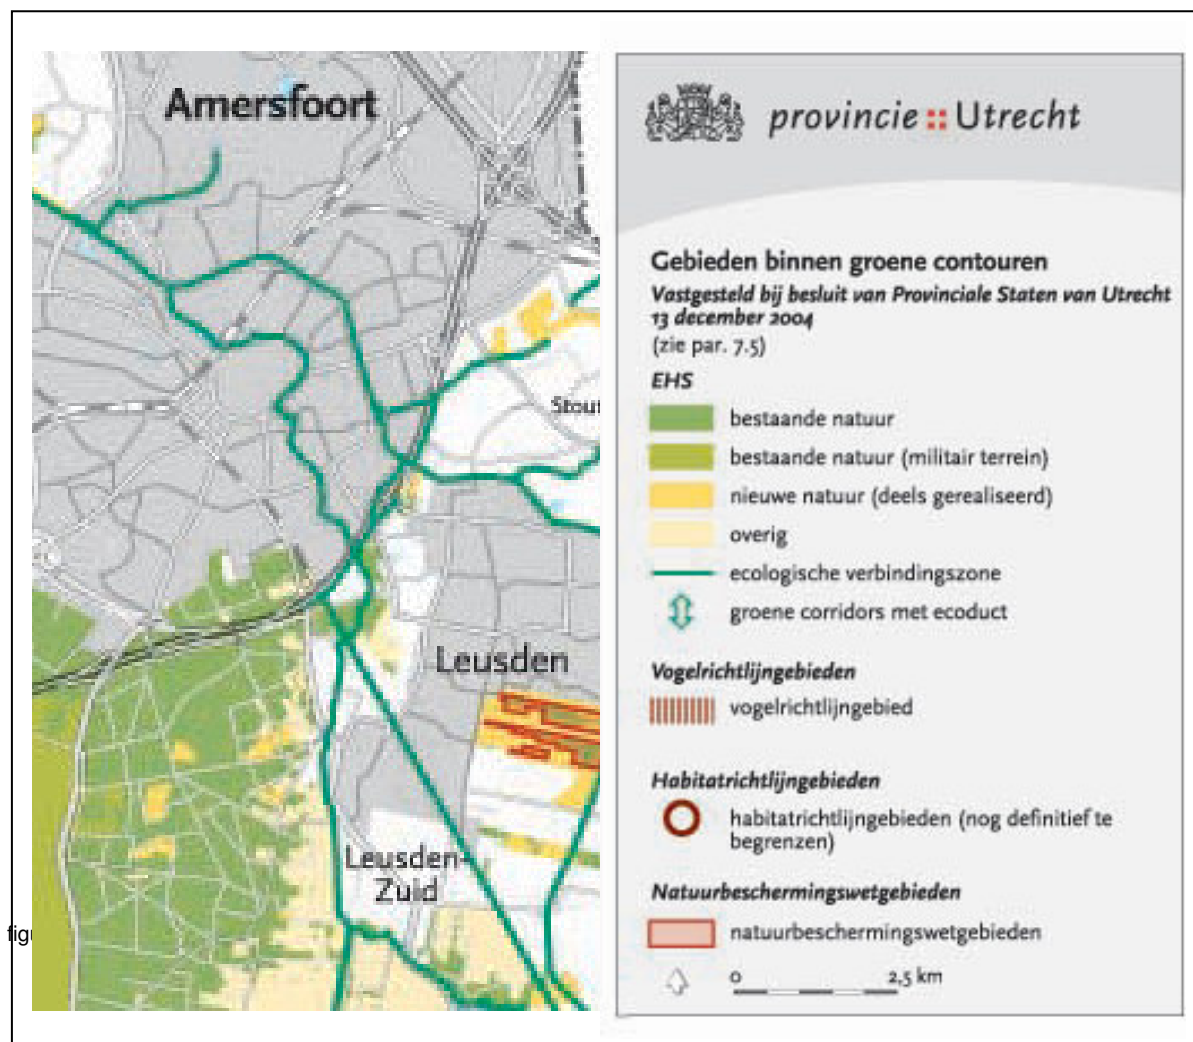 Amersfoort
Stout
Leusden
Leusden-
Zuid
figu
provincie :: Utrecht
Gebieden binnen groene contouren
Vastgesteld bij besluit van Provinciale Staten van Utrecht
13 december 2004
(zie par. 7.5)
EHS
bestaande natuur
bestaande natuur (militair terrein)
nieuwe natuur (deels gerealiseerd)
overig
ecologische verbindingszone
groene corridors met ecoduct
Vogelrichtlijngebieden
vogelrichtlijngebied
Habitatrichtlijngebieden
habitatrichtlijngebieden (nog definitief te
begrenzen)
Natuurbeschermingswetgebieden
natuurbeschermingswetgebieden
0 2,5 km